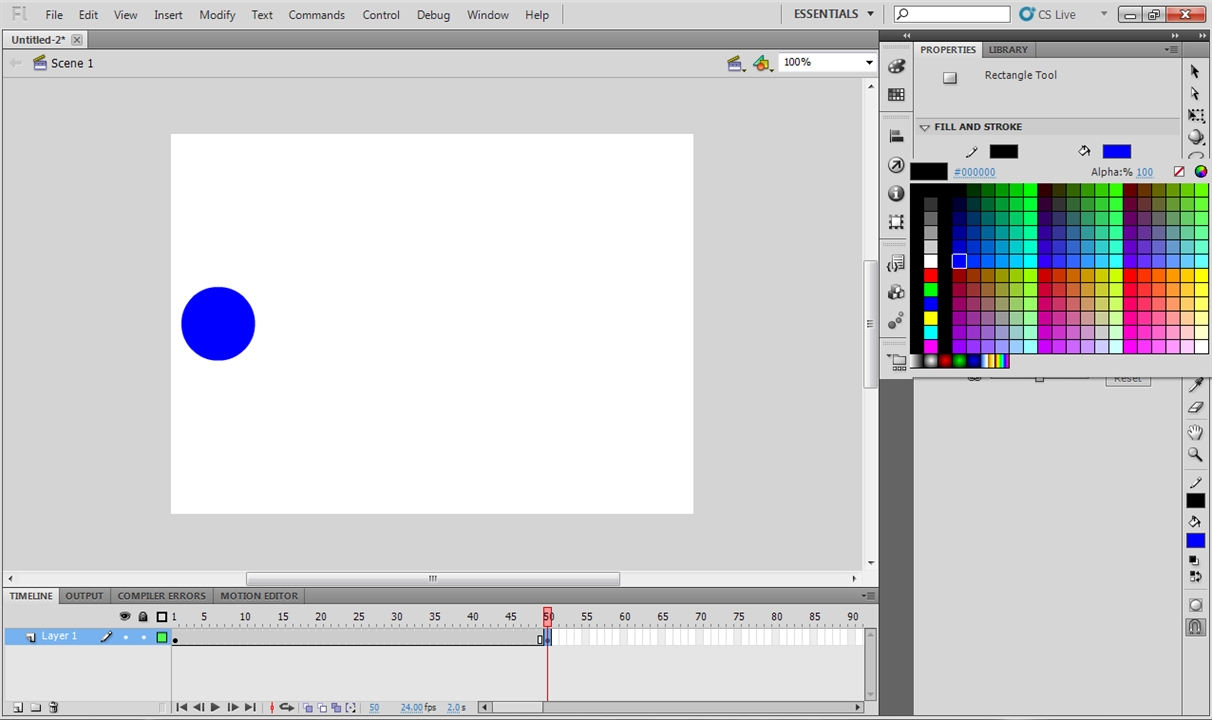 Fl File Edit View Insert Modify Text Commands Control Debug Window Help ESSENTIALS CS Live
Untitled-2*
Scene 1 100%
PROPERTIES LIBRARY
Rectangle Tool
FILL AND STROKE
#000000 Alpha:% 100
Reset
TIMELINE OUTPUT COMPILER ERRORS MOTION EDITOR
1 5 10 15 20 25 30 35 40 45 50 55 60 65 70 75 80 85 90
Layer 1
50 24.00 fps 2.0 s